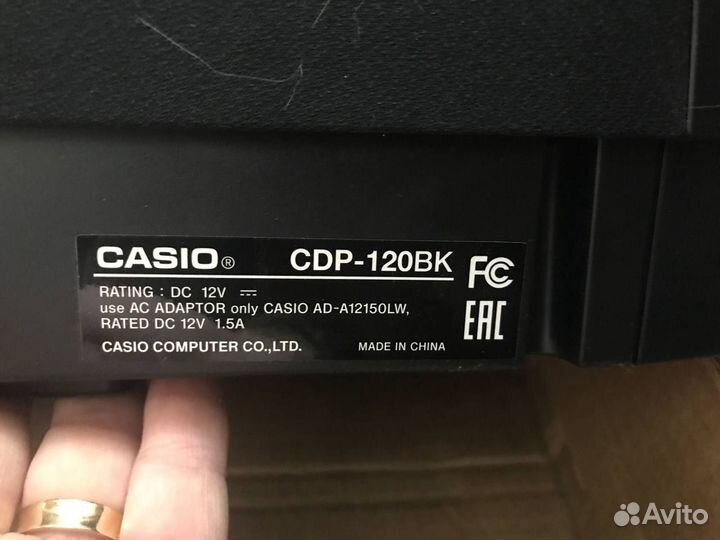 CASIO® CDP-120BK FC
RATING : DC 12V ⎓
use AC ADAPTOR only CASIO AD-A12150LW,
RATED DC 12V 1.5A
EAC
CASIO COMPUTER CO.,LTD. MADE IN CHINA
Avito